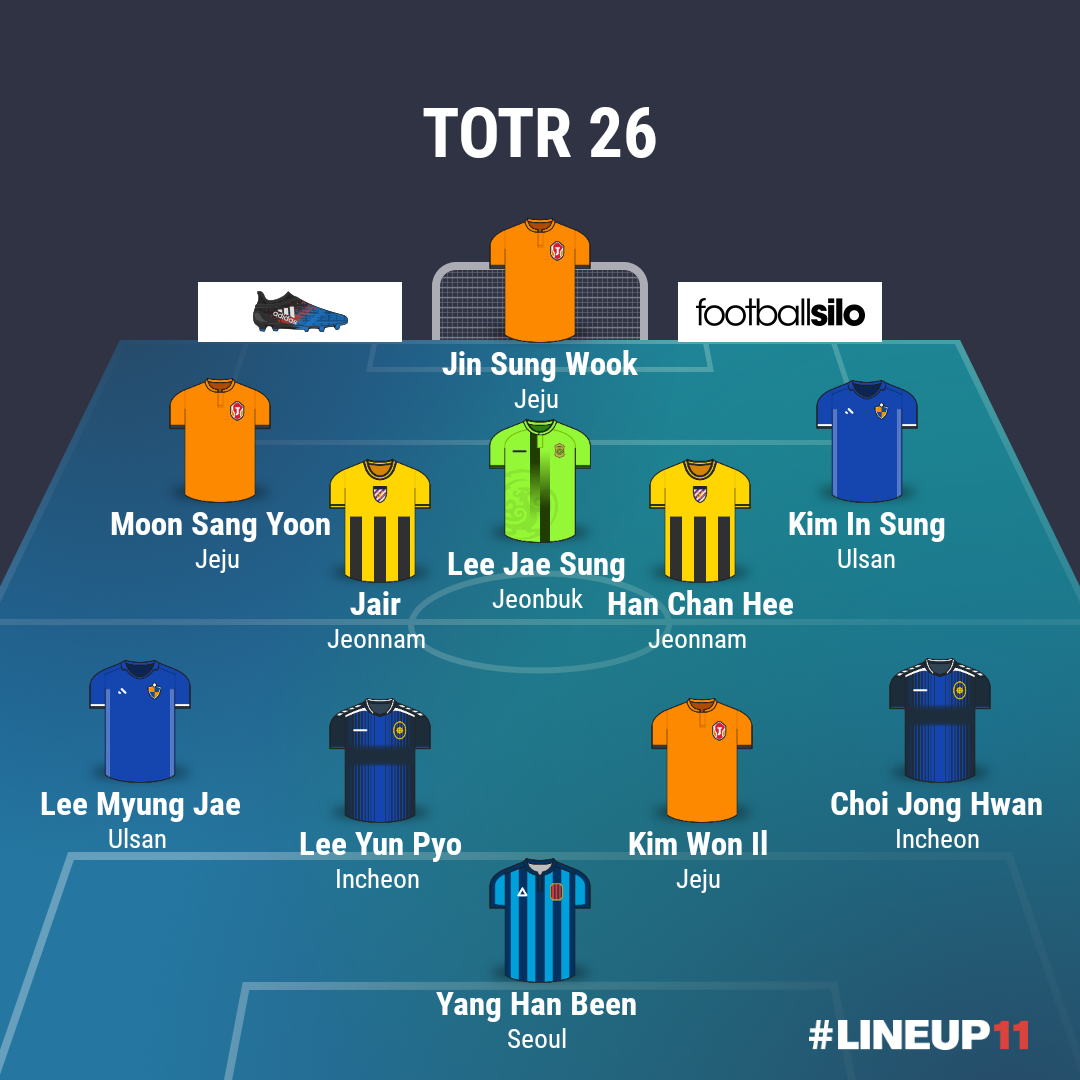 TOTR 26
adidas
footballsilo
Jin Sung Wook
Jeju
Moon Sang Yoon
Jeju
Kim In Sung
Ulsan
Lee Jae Sung
Jeonbuk
Jair
Jeonnam
Han Chan Hee
Jeonnam
Lee Myung Jae
Ulsan
Choi Jong Hwan
Incheon
Lee Yun Pyo
Incheon
Kim Won Il
Jeju
Yang Han Been
Seoul
#LINEUP11